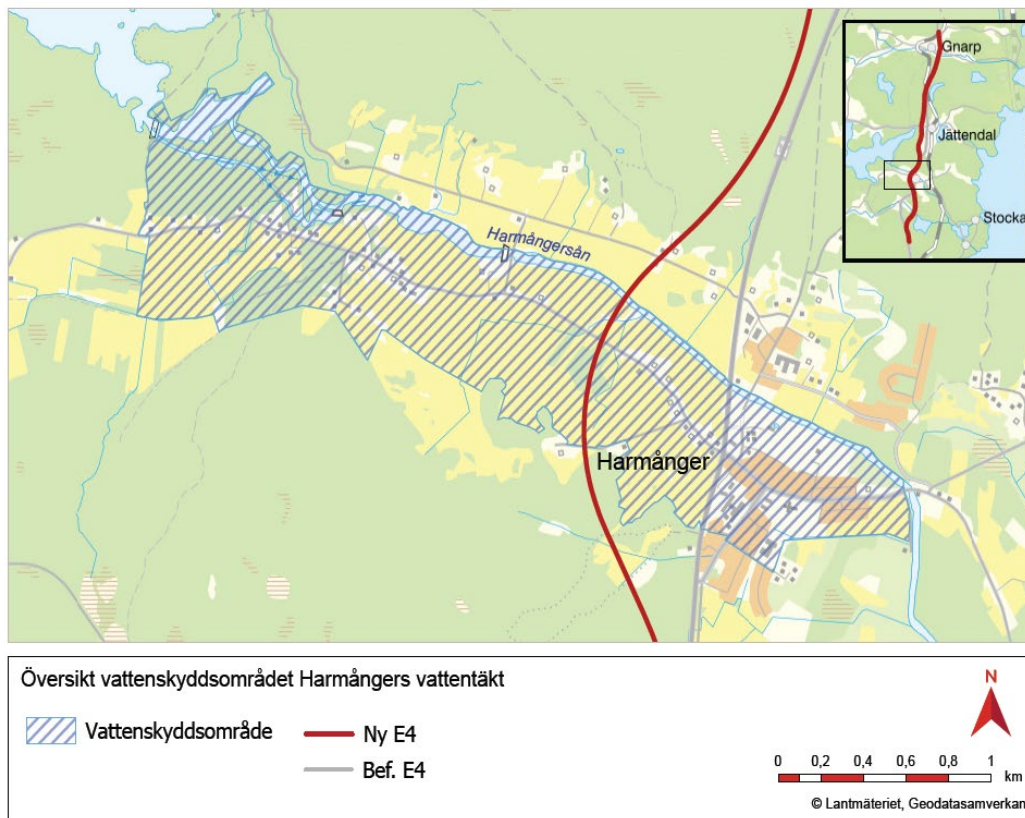 Gnarp
Jättendal
Stocka
Harmångersån
Harmånger
Översikt vattenskyddsområdet Harmångers vattentäkt
Vattenskyddsområde
Ny E4
Bef. E4
N
0 0,2 0,4 0,6 0,8 1
km
© Lantmäteriet, Geodatasamverkan